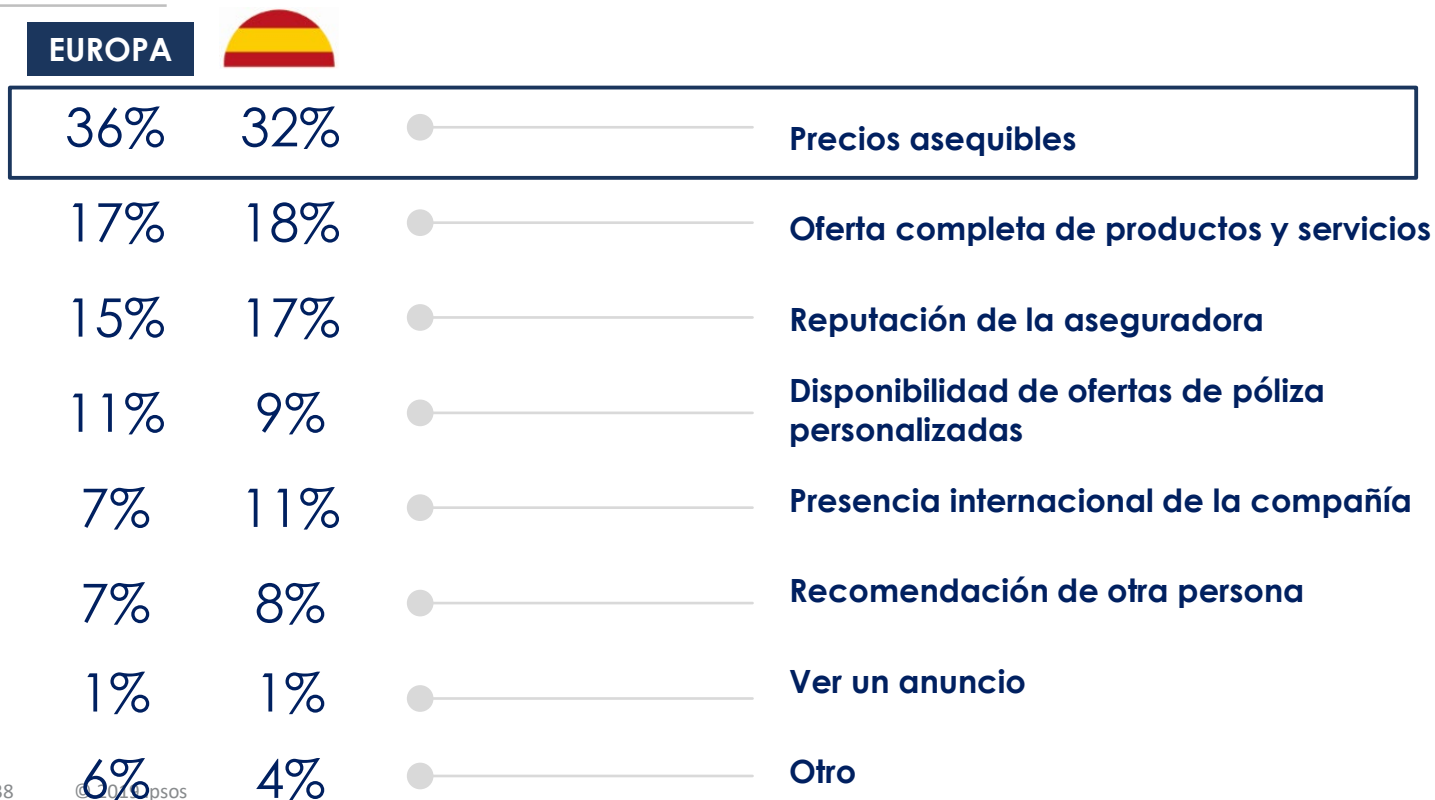 EUROPA
36% 32% Precios asequibles
17% 18% Oferta completa de productos y servicios
15% 17% Reputación de la aseguradora
11% 9% Disponibilidad de ofertas de póliza
personalizadas
7% 11% Presencia internacional de la compañía
7% 8% Recomendación de otra persona
1% 1% Ver un anuncio
6% 4% Otro
© 2019 Ipsos